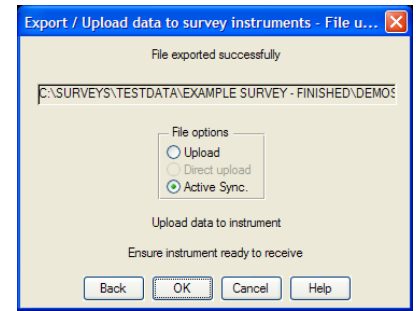 Export / Upload data to survey instruments - File u...
File exported successfully
C:\SURVEYS\TESTDATA\EXAMPLE SURVEY - FINISHED\DEMOS
File options
Upload
Direct upload
Active Sync.
Upload data to instrument
Ensure instrument ready to receive
Back OK Cancel Help